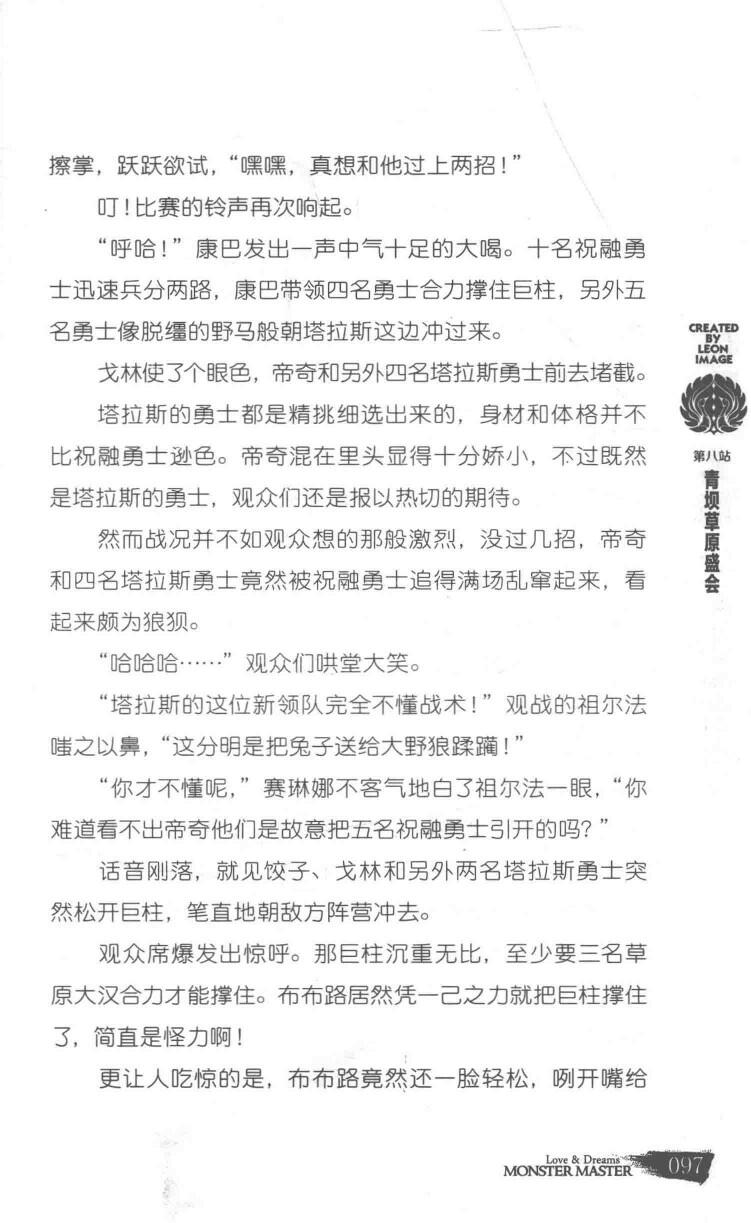 擦掌，跃跃欲试，“嘿嘿，真想和他过上两招！”
叮！比赛的铃声再次响起。
“呼哈！”康巴发出一声中气十足的大喝。十名祝融勇
士迅速兵分两路，康巴带领四名勇士合力撑住巨柱，另外五
名勇士像脱缰的野马般朝塔拉斯这边冲过来。
戈林使了个眼色，帝奇和另外四名塔拉斯勇士前去堵截。
塔拉斯的勇士都是精挑细选出来的，身材和体格并不
比祝融勇士逊色。帝奇混在里头显得十分娇小，不过既然
是塔拉斯的勇士，观众们还是报以热切的期待。
然而战况并不如观众想的那般激烈，没过几招，帝奇
和四名塔拉斯勇士竟然被祝融勇士追得满场乱窜起来，看
起来颇为狼狈。
“哈哈哈……”观众们哄堂大笑。
“塔拉斯的这位新领队完全不懂战术！”观战的祖尔法
嗤之以鼻，“这分明是把兔子送给大野狼蹂躏！”
“你才不懂呢，”赛琳娜不客气地白了祖尔法一眼，“你
难道看不出帝奇他们是故意把五名祝融勇士引开的吗？”
话音刚落，就见饺子、戈林和另外两名塔拉斯勇士突
然松开巨柱，笔直地朝敌方阵营冲去。
观众席爆发出惊呼。那巨柱沉重无比，至少要三名草
原大汉合力才能撑住。布布路居然凭一己之力就把巨柱撑住
了，简直是怪力啊！
更让人吃惊的是，布布路竟然还一脸轻松，咧开嘴给
CREATED
BY
LEON
IMAGE
第八站
青坝草原盛会
Love & Dreams
MONSTER MASTER
097